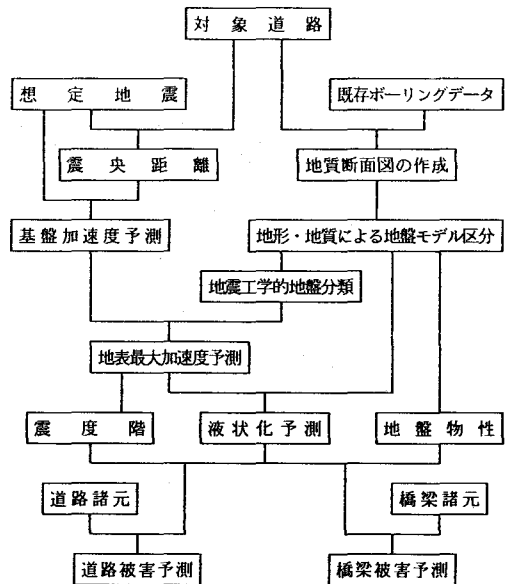 対象道路
想定地震
既存ボーリングデータ
震央距離
地質断面図の作成
基盤加速度予測
地形・地質による地盤モデル区分
地震工学的地盤分類
地表最大加速度予測
震度階
液状化予測
地盤物性
道路諸元
橋梁諸元
道路被害予測
橋梁被害予測